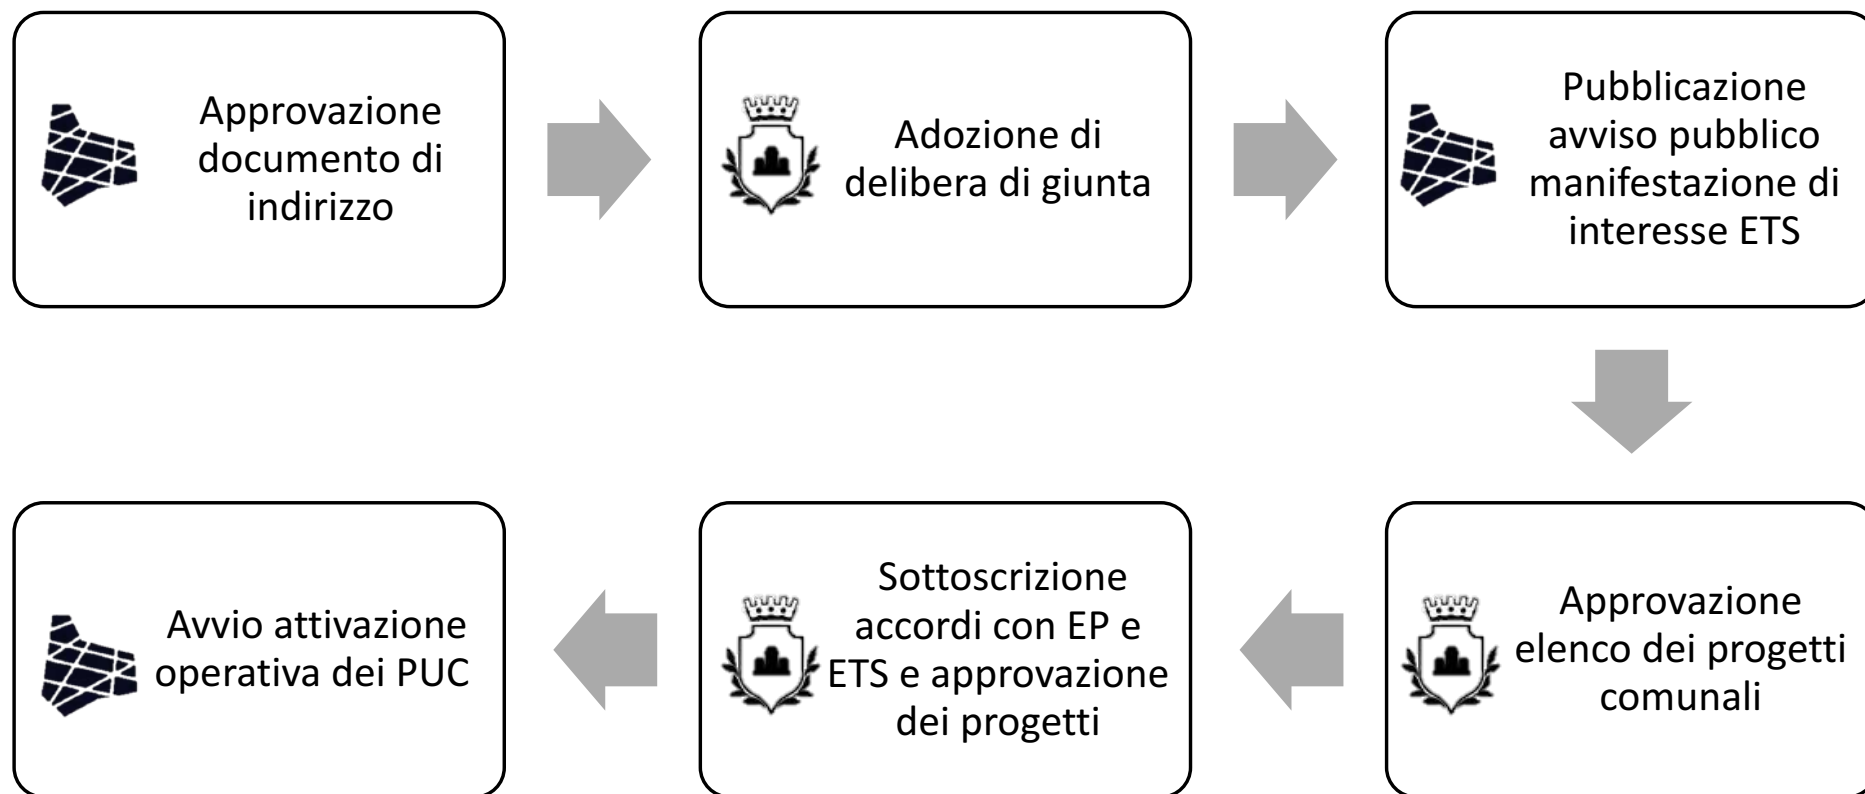 Approvazione
documento di
indirizzo
Adozione di
delibera di giunta
Pubblicazione
avviso pubblico
manifestazione di
interesse ETS
Approvazione
elenco dei progetti
comunali
Sottoscrizione
accordi con EP e
ETS e approvazione
dei progetti
Avvio attivazione
operativa dei PUC